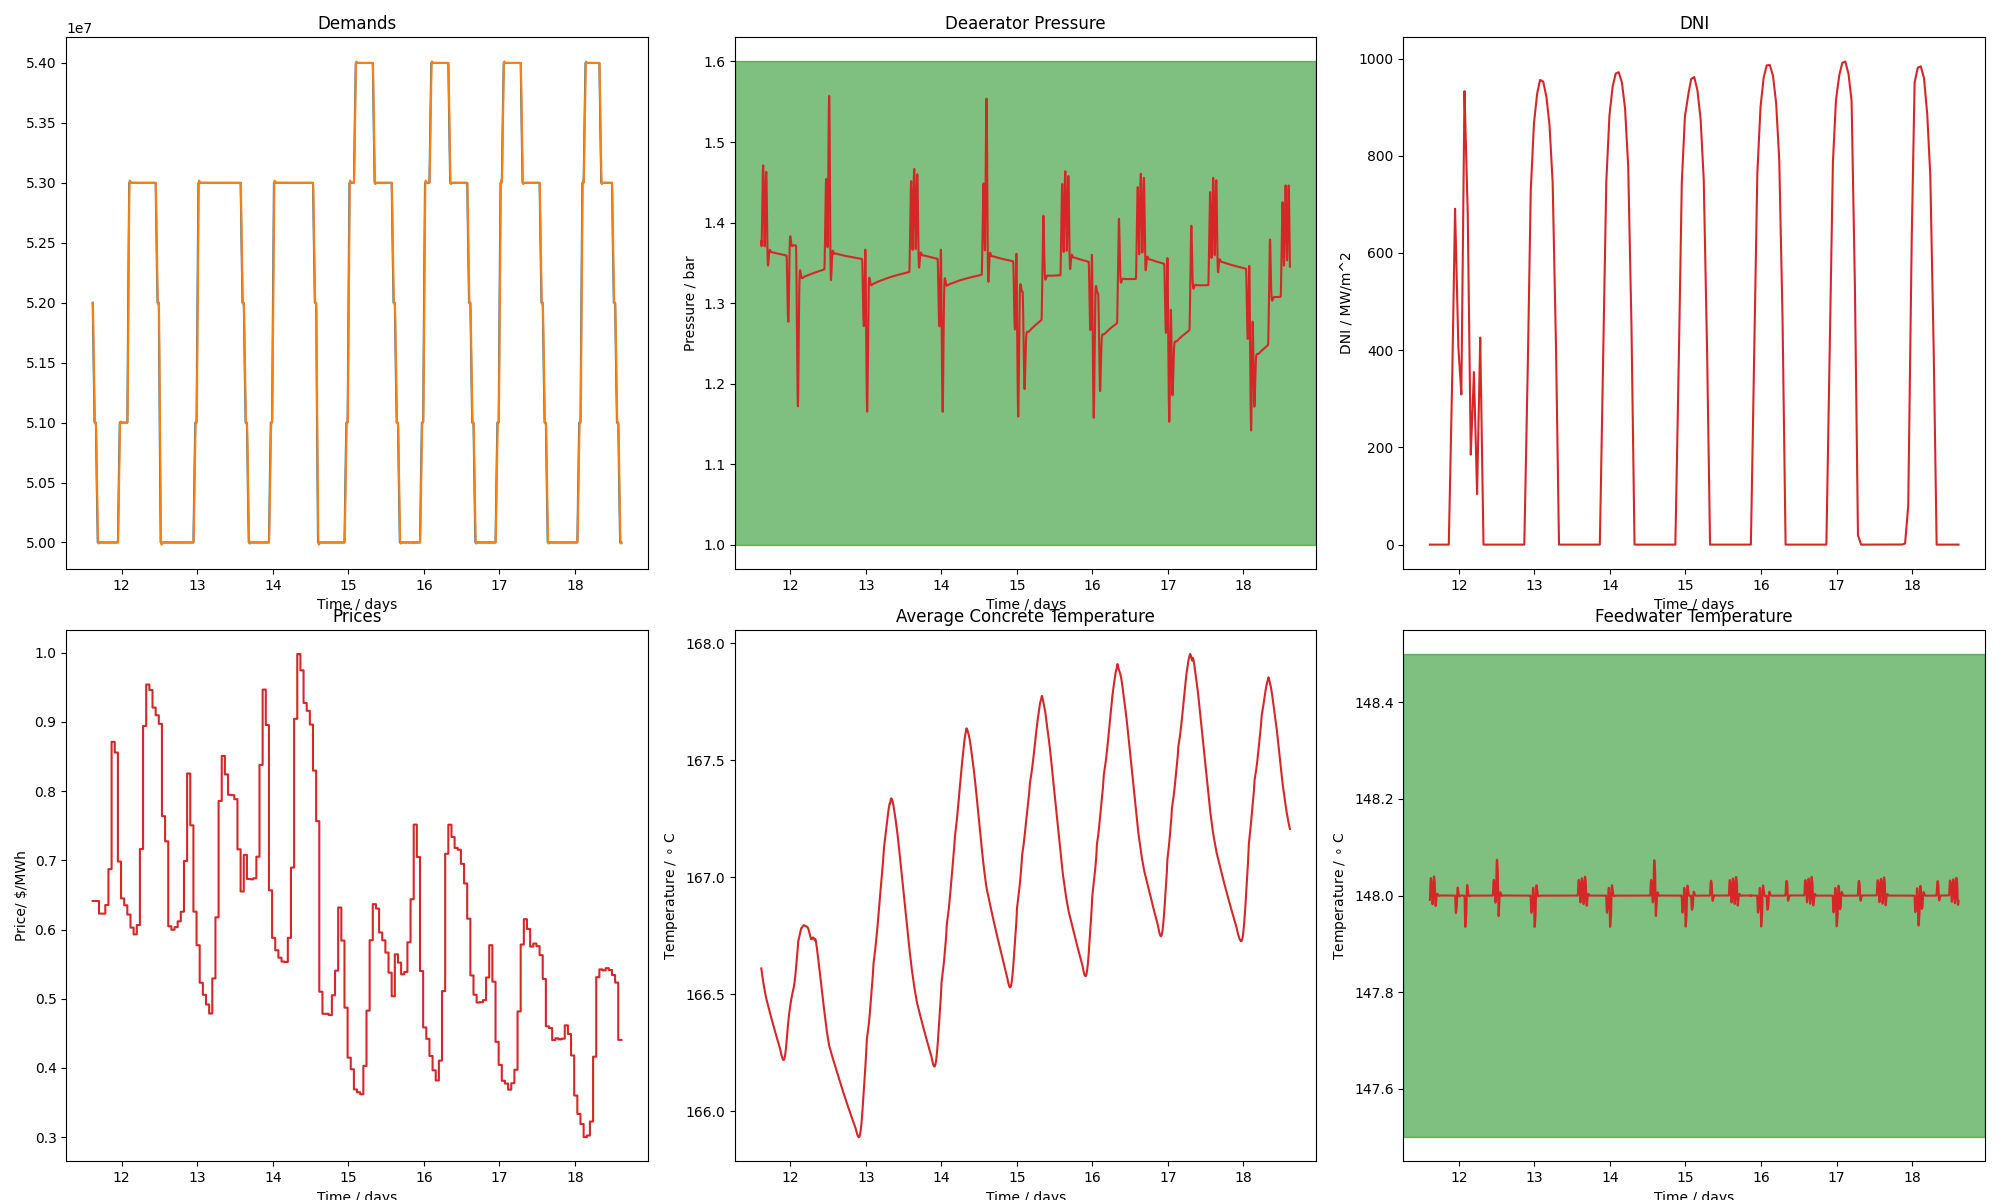 Demands
1e7
5.40
5.35
5.30
5.25
5.20
5.15
5.10
5.05
5.00
12 13 14 15 16 17 18
Time / days
Deaerator Pressure
Pressure / bar
1.6
1.5
1.4
1.3
1.2
1.1
1.0
12 13 14 15 16 17 18
Time / days
DNI
DNI / MW/m^2
1000
800
600
400
200
0
12 13 14 15 16 17 18
Time / days
Prices
Price/ $/MWh
1.0
0.9
0.8
0.7
0.6
0.5
0.4
0.3
12 13 14 15 16 17 18
Time / days
Average Concrete Temperature
Temperature / ∘ C
168.0
167.5
167.0
166.5
166.0
12 13 14 15 16 17 18
Time / days
Feedwater Temperature
Temperature / ∘ C
148.4
148.2
148.0
147.8
147.6
12 13 14 15 16 17 18
Time / days